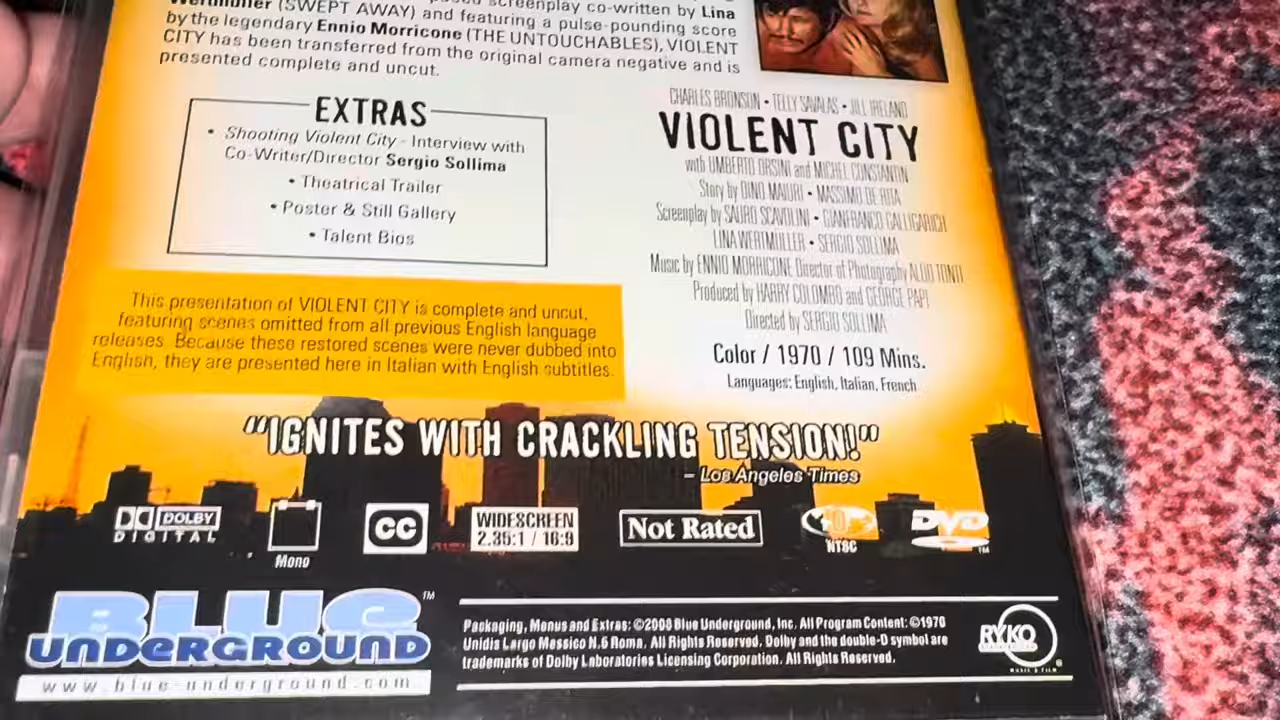 Wertmuller (SWEPT AWAY) and featuring a pulse-pounding score
screenplay co-written by Lina
by the legendary Ennio Morricone (THE UNTOUCHABLES), VIOLENT
CITY has been transferred from the original camera negative and is
presented complete and uncut.
EXTRAS
• Shooting Violent City - Interview with
Co-Writer/Director Sergio Sollima
• Theatrical Trailer
• Poster & Still Gallery
• Talent Bios
This presentation of VIOLENT CITY is complete and uncut,
featuring scenes omitted from all previous English language
releases. Because these restored scenes were never dubbed into
English, they are presented here in Italian with English subtitles.
CHARLES BRONSON • TELLY SAVALAS • JILL IRELAND
VIOLENT CITY
with UMBERTO ORSINI and MICHEL CONSTANTIN
Story by DINO MAIURI • MASSIMO DE RITA
Screenplay by SAURO SCAVOLINI • GIANFRANCO CALLIGARICH
LINA WERTMULLER • SERGIO SOLLIMA
Music by ENNIO MORRICONE Director of Photography ALDO TONTI
Produced by HARRY COLOMBO and GEORGE PAPI
Directed by SERGIO SOLLIMA
Color / 1970 / 109 Mins.
Languages: English, Italian, French
"IGNITES WITH CRACKLING TENSION!"
– Los Angeles Times
DOLBY
DIGITAL
Mono
CC
WIDESCREEN
2.35:1 / 16:9
Not Rated
0
NTSC
DVD
TM
BLUE
UNDERGROUND
TM
www.blue-underground.com
Packaging, Menus and Extras: ©2008 Blue Underground, Inc. All Program Content: ©1970
Unidis Largo Messico N.6 Roma. All Rights Reserved. Dolby and the double-D symbol are
trademarks of Dolby Laboratories Licensing Corporation. All Rights Reserved.
RYKO
MUSIC & FILM